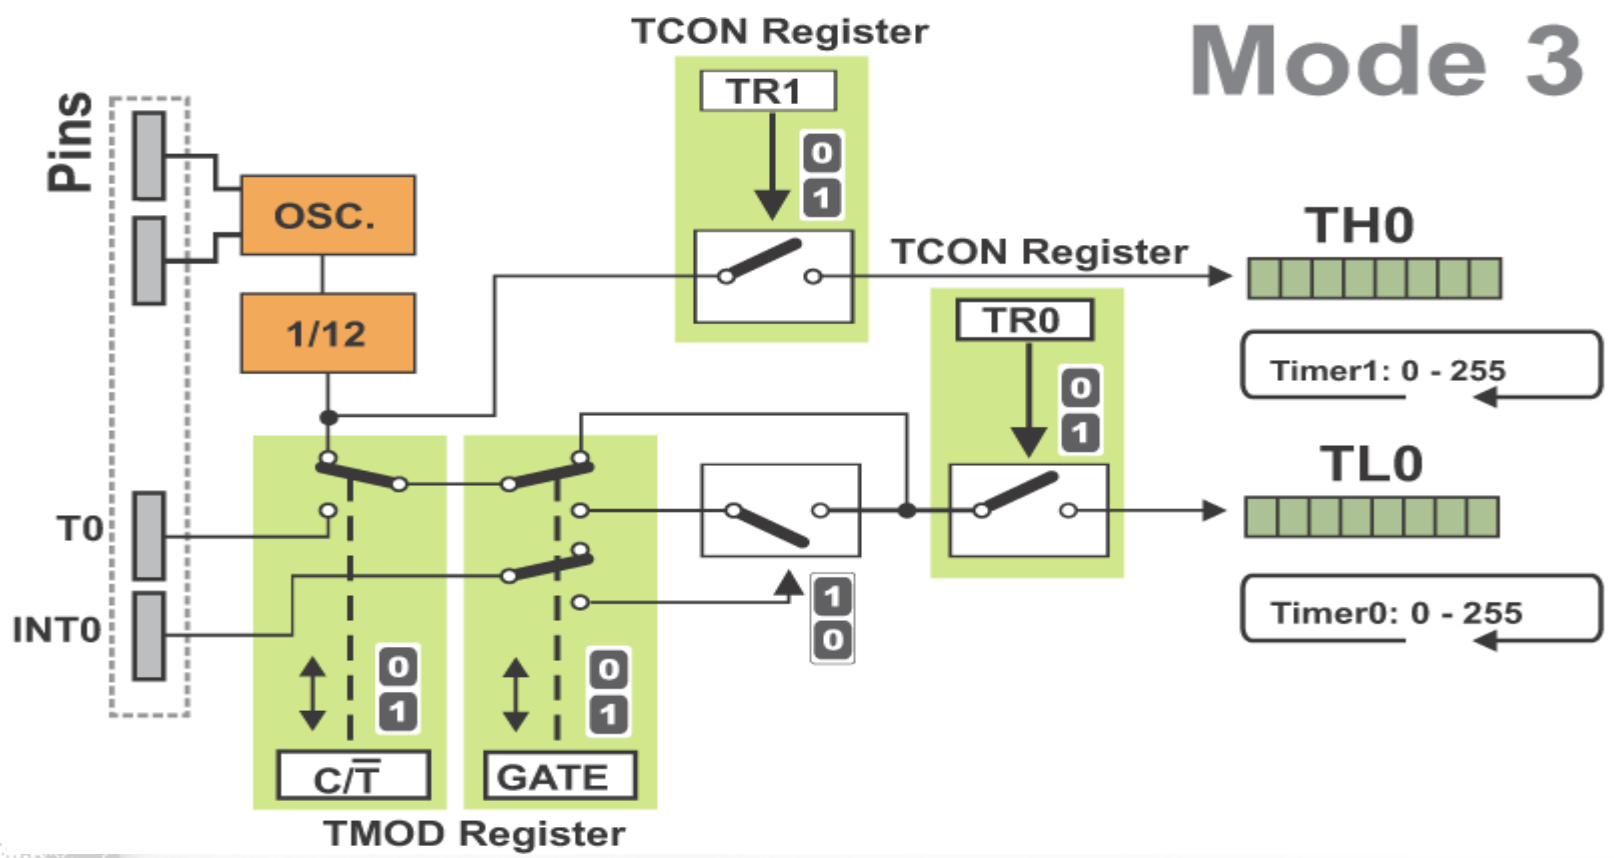 TCON Register
Mode 3
TR1
Pins
0
1
OSC.
TH0
TCON Register
1/12
TR0
Timer1: 0 - 255
0
1
TL0
T0
1
0
Timer0: 0 - 255
INT0
0
1
0
1
C/T̅
GATE
TMOD Register